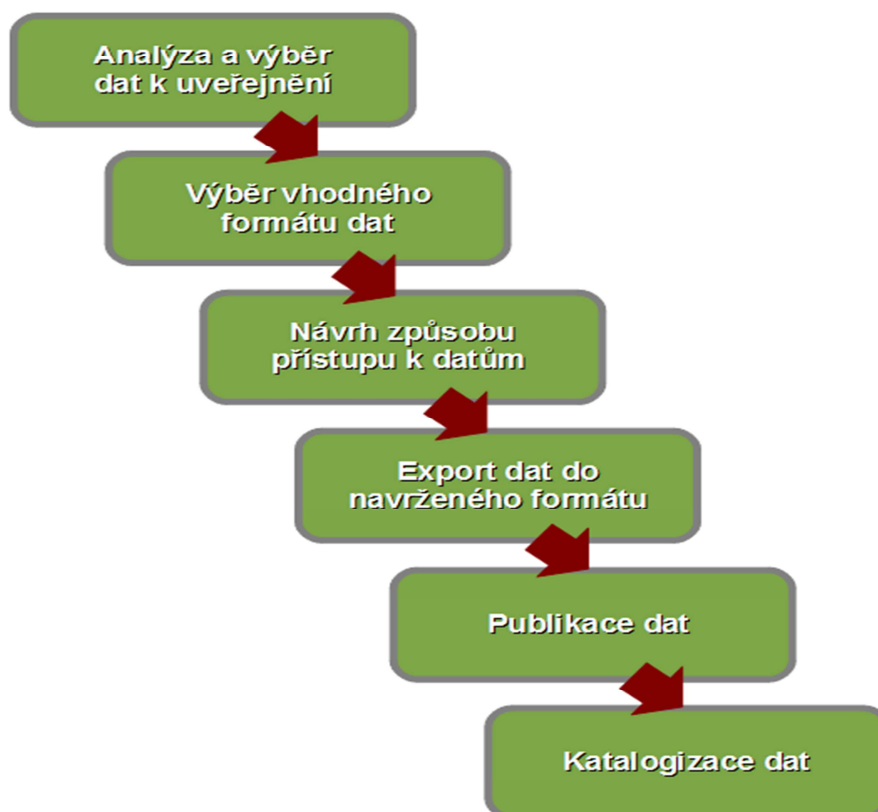 Analýza a výběr
dat k uveřejnění
Výběr vhodného
formátu dat
Návrh způsobu
přístupu k datům
Export dat do
navrženého formátu
Publikace dat
Katalogizace dat